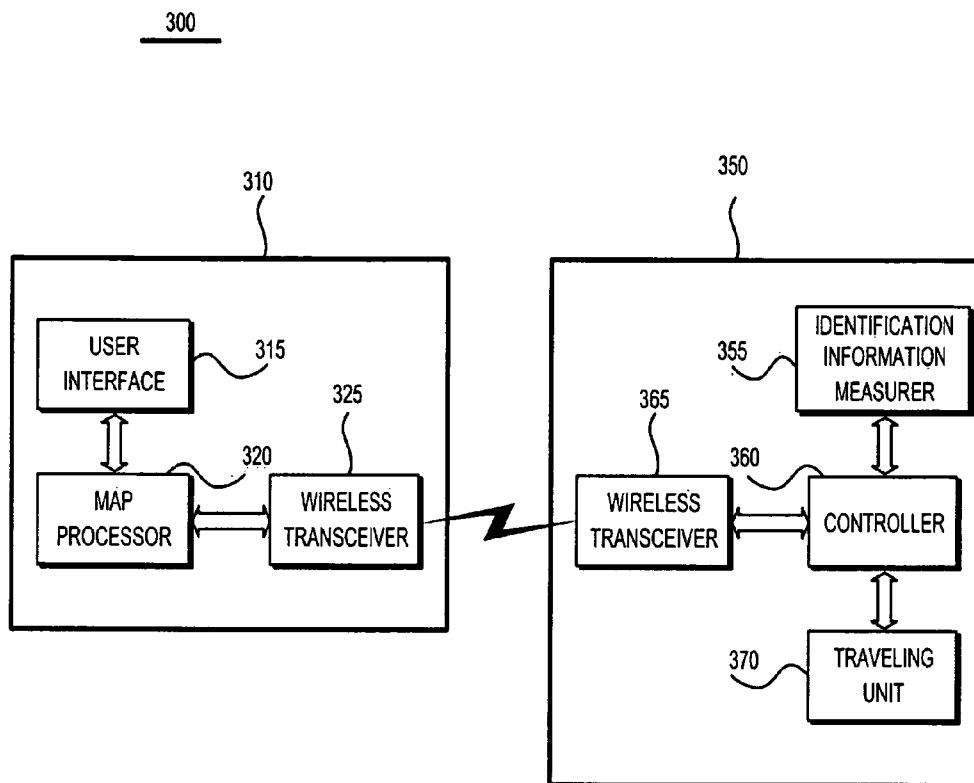 300
310
350
USER
INTERFACE
315
325
320
MAP
PROCESSOR
WIRELESS
TRANSCEIVER
IDENTIFICATION
INFORMATION
MEASURER
355
365
360
WIRELESS
TRANSCEIVER
CONTROLLER
370
TRAVELING
UNIT